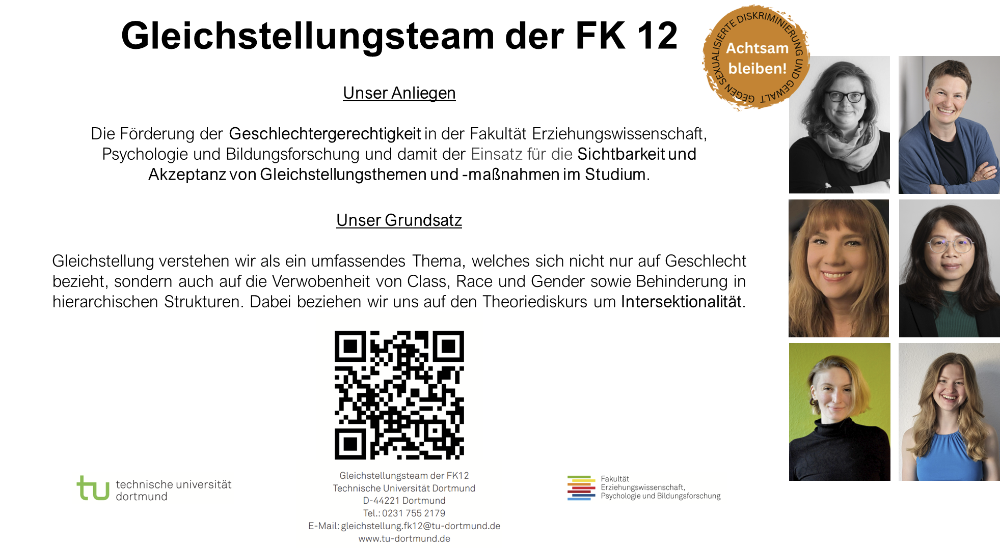 Gleichstellungsteam der FK 12
Achtsam
bleiben!
GEGEN SEXUALISIERTE DISKRIMINIERUNG UND GEWALT
Unser Anliegen
Die Förderung der Geschlechtergerechtigkeit in der Fakultät Erziehungswissenschaft,
Psychologie und Bildungsforschung und damit der Einsatz für die Sichtbarkeit und
Akzeptanz von Gleichstellungsthemen und -maßnahmen im Studium.
Unser Grundsatz
Gleichstellung verstehen wir als ein umfassendes Thema, welches sich nicht nur auf Geschlecht
bezieht, sondern auch auf die Verwobenheit von Class, Race und Gender sowie Behinderung in
hierarchischen Strukturen. Dabei beziehen wir uns auf den Theoriediskurs um Intersektionalität.
tu technische universität
dortmund
Gleichstellungsteam der FK12
Technische Universität Dortmund
D-44221 Dortmund
Tel.: 0231 755 2179
E-Mail: gleichstellung.fk12@tu-dortmund.de
www.tu-dortmund.de
Fakultät
Erziehungswissenschaft,
Psychologie und Bildungsforschung